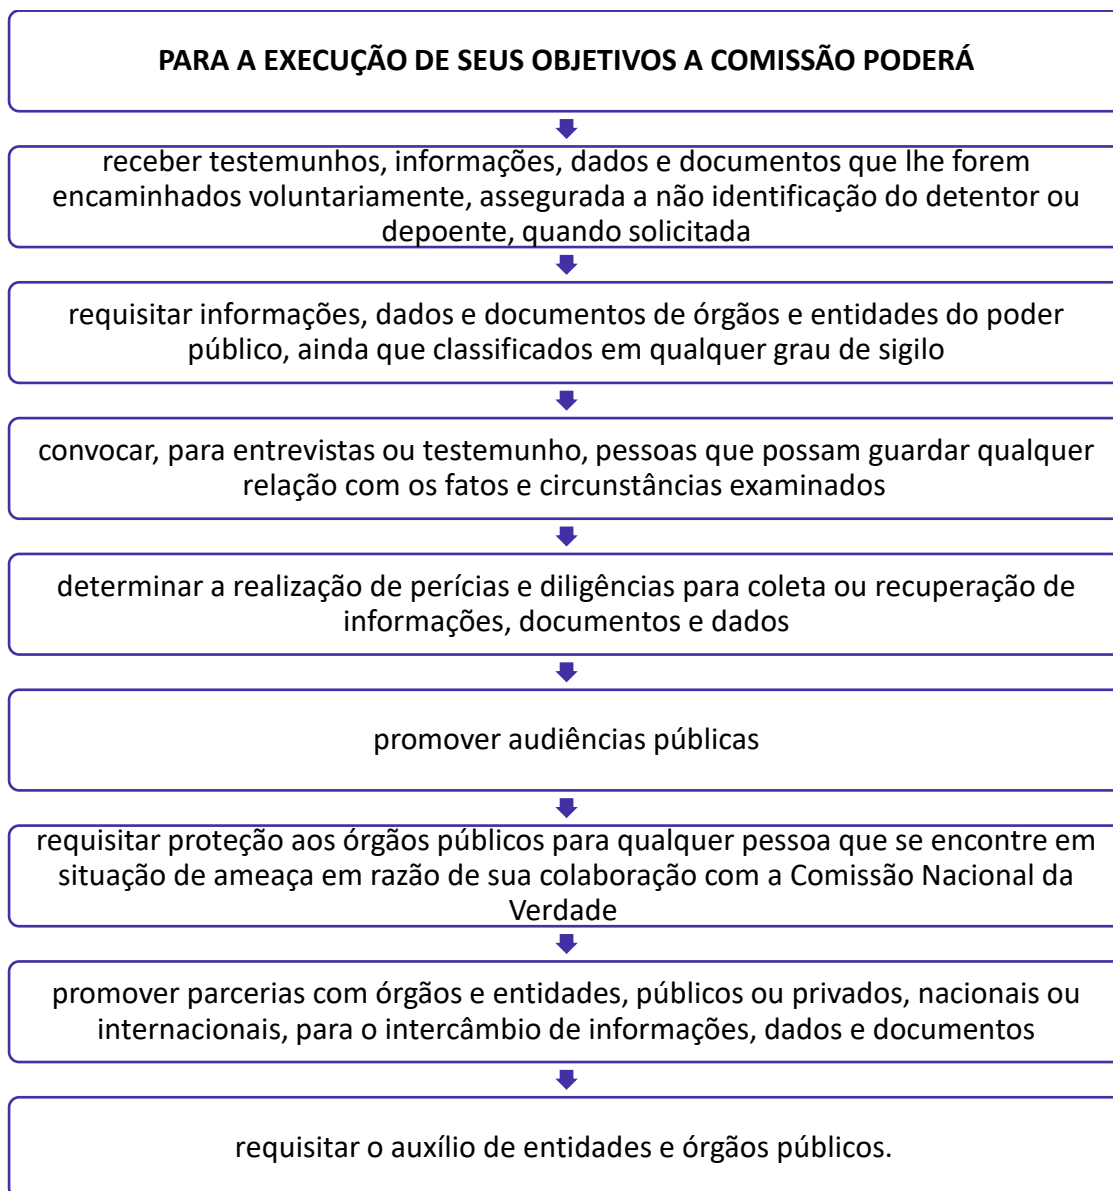 PARA A EXECUÇÃO DE SEUS OBJETIVOS A COMISSÃO PODERÁ
receber testemunhos, informações, dados e documentos que lhe forem
encaminhados voluntariamente, assegurada a não identificação do detentor ou
depoente, quando solicitada
requisitar informações, dados e documentos de órgãos e entidades do poder
público, ainda que classificados em qualquer grau de sigilo
convocar, para entrevistas ou testemunho, pessoas que possam guardar qualquer
relação com os fatos e circunstâncias examinados
determinar a realização de perícias e diligências para coleta ou recuperação de
informações, documentos e dados
promover audiências públicas
requisitar proteção aos órgãos públicos para qualquer pessoa que se encontre em
situação de ameaça em razão de sua colaboração com a Comissão Nacional da
Verdade
promover parcerias com órgãos e entidades, públicos ou privados, nacionais ou
internacionais, para o intercâmbio de informações, dados e documentos
requisitar o auxílio de entidades e órgãos públicos.